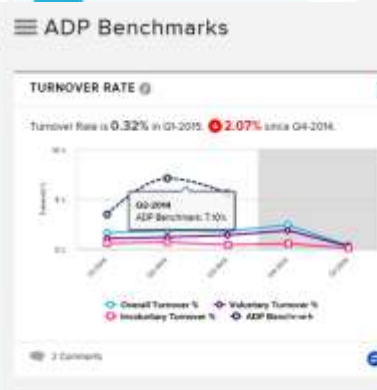 ADP Benchmarks
TURNOVER RATE
Turnover Rate is 0.32% in Q1-2015. 2.07% since Q4-2014.
Q2-2014
ADP Benchmark: 7.10%
Overall Turnover % Voluntary Turnover %
Involuntary Turnover % ADP Benchmark
2 Comments